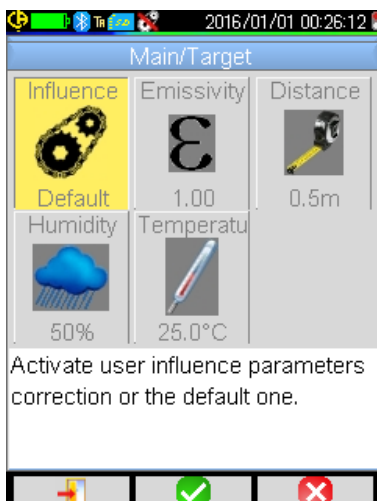 2016/01/01 00:26:12
Main/Target
Influence Emissivity Distance
ε
Default 1.00 0.5m
Humidity Temperatu
50% 25.0°C
Activate user influence parameters
correction or the default one.